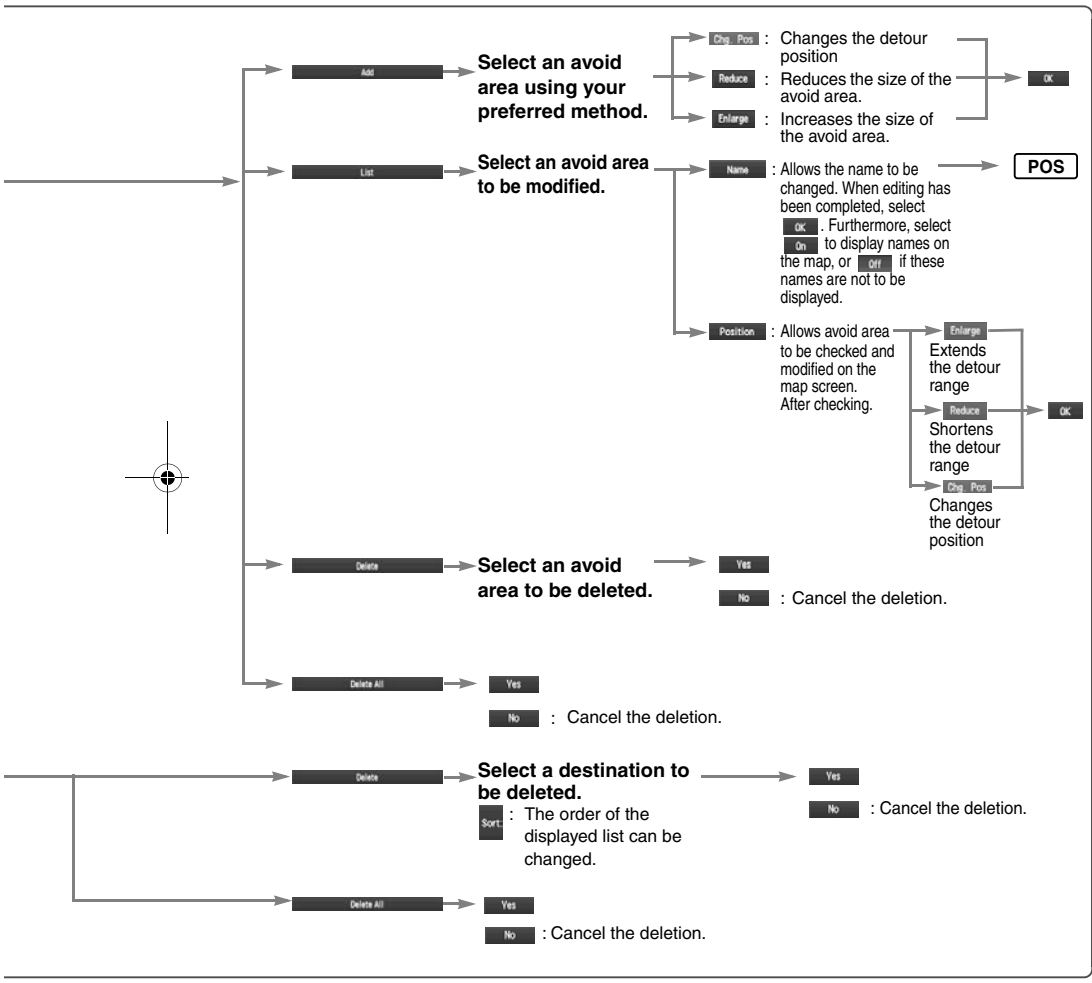 Add
Select an avoid
area using your
preferred method.
Chg. Pos : Changes the detour
position
Reduce : Reduces the size of the
avoid area.
Enlarge : Increases the size of
the avoid area.
OK
List
Select an avoid area
to be modified.
Name : Allows the name to be
changed. When editing has
been completed, select
OK . Furthermore, select
On to display names on
the map, or Off if these
names are not to be
displayed.
POS
Position : Allows avoid area
to be checked and
modified on the
map screen.
After checking.
Enlarge
Extends
the detour
range
Reduce
Shortens
the detour
range
Chg. Pos
Changes
the detour
position
OK
Delete
Select an avoid
area to be deleted.
Yes
No : Cancel the deletion.
Delete All
Yes
No : Cancel the deletion.
Delete
Select a destination to
be deleted.
Sort: : The order of the
displayed list can be
changed.
Yes
No : Cancel the deletion.
Delete All
Yes
No : Cancel the deletion.